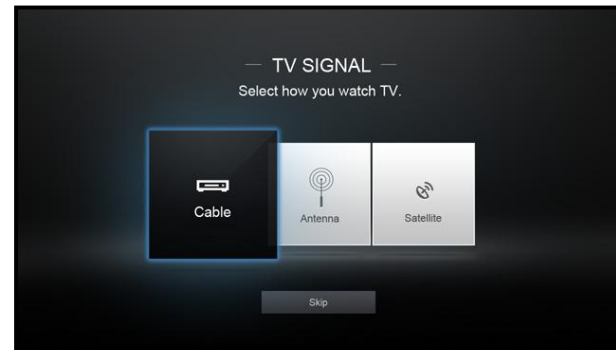 TV SIGNAL
Select how you watch TV.
Cable
Antenna
Satellite
Skip